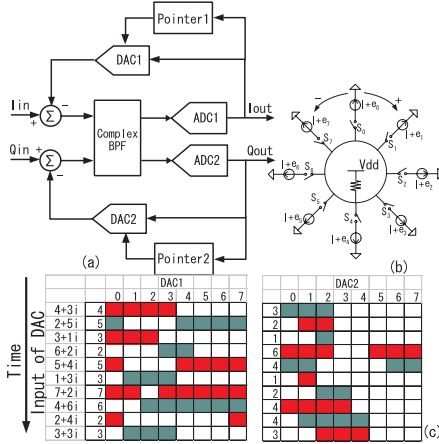 Pointer1
DAC1
Iin
+
−
Σ
Complex
BPF
ADC1
Iout
Qin
+
−
Σ
ADC2
Qout
DAC2
Pointer2
(a)
− +
I+e0
I+e1
I+e2
I+e3
I+e4
I+e5
I+e6
I+e7
S0
S1
S2
S3
S4
S5
S6
S7
Vdd
(b)
Time
Input of DAC
DAC1
0 1 2 3 4 5 6 7
4+3i 4
2+5i 5
3+1i 3
6+2i 2
5+4i 5
1+3i 3
7+2i 7
4+6i 6
2+4i 4
3+3i 3
DAC2
0 1 2 3 4 5 6 7
3
2
1
6
4
1
2
4
4
3
(c)